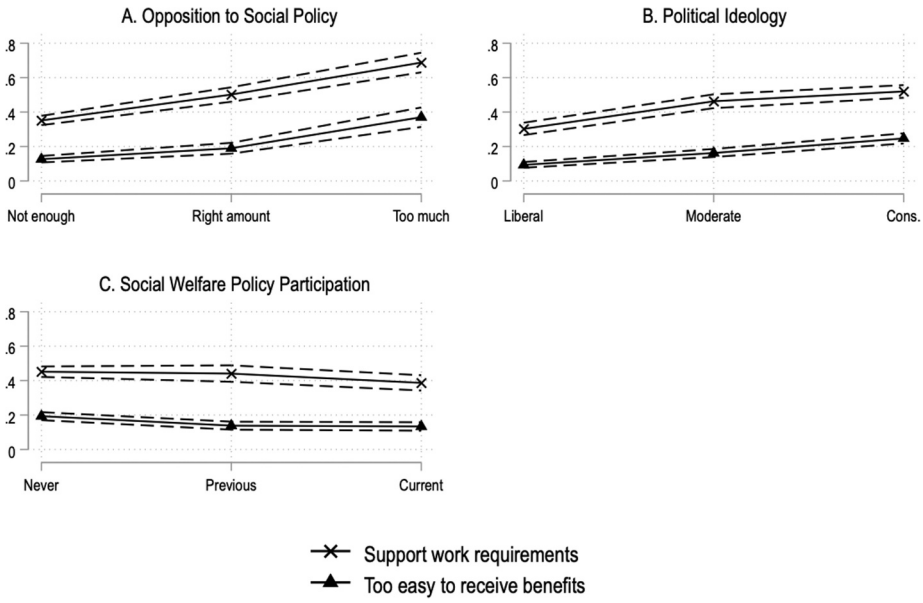 A. Opposition to Social Policy
.8
.6
.4
.2
0
Not enough Right amount Too much
B. Political Ideology
.8
.6
.4
.2
0
Liberal Moderate Cons.
C. Social Welfare Policy Participation
.8
.6
.4
.2
0
Never Previous Current
Support work requirements
Too easy to receive benefits